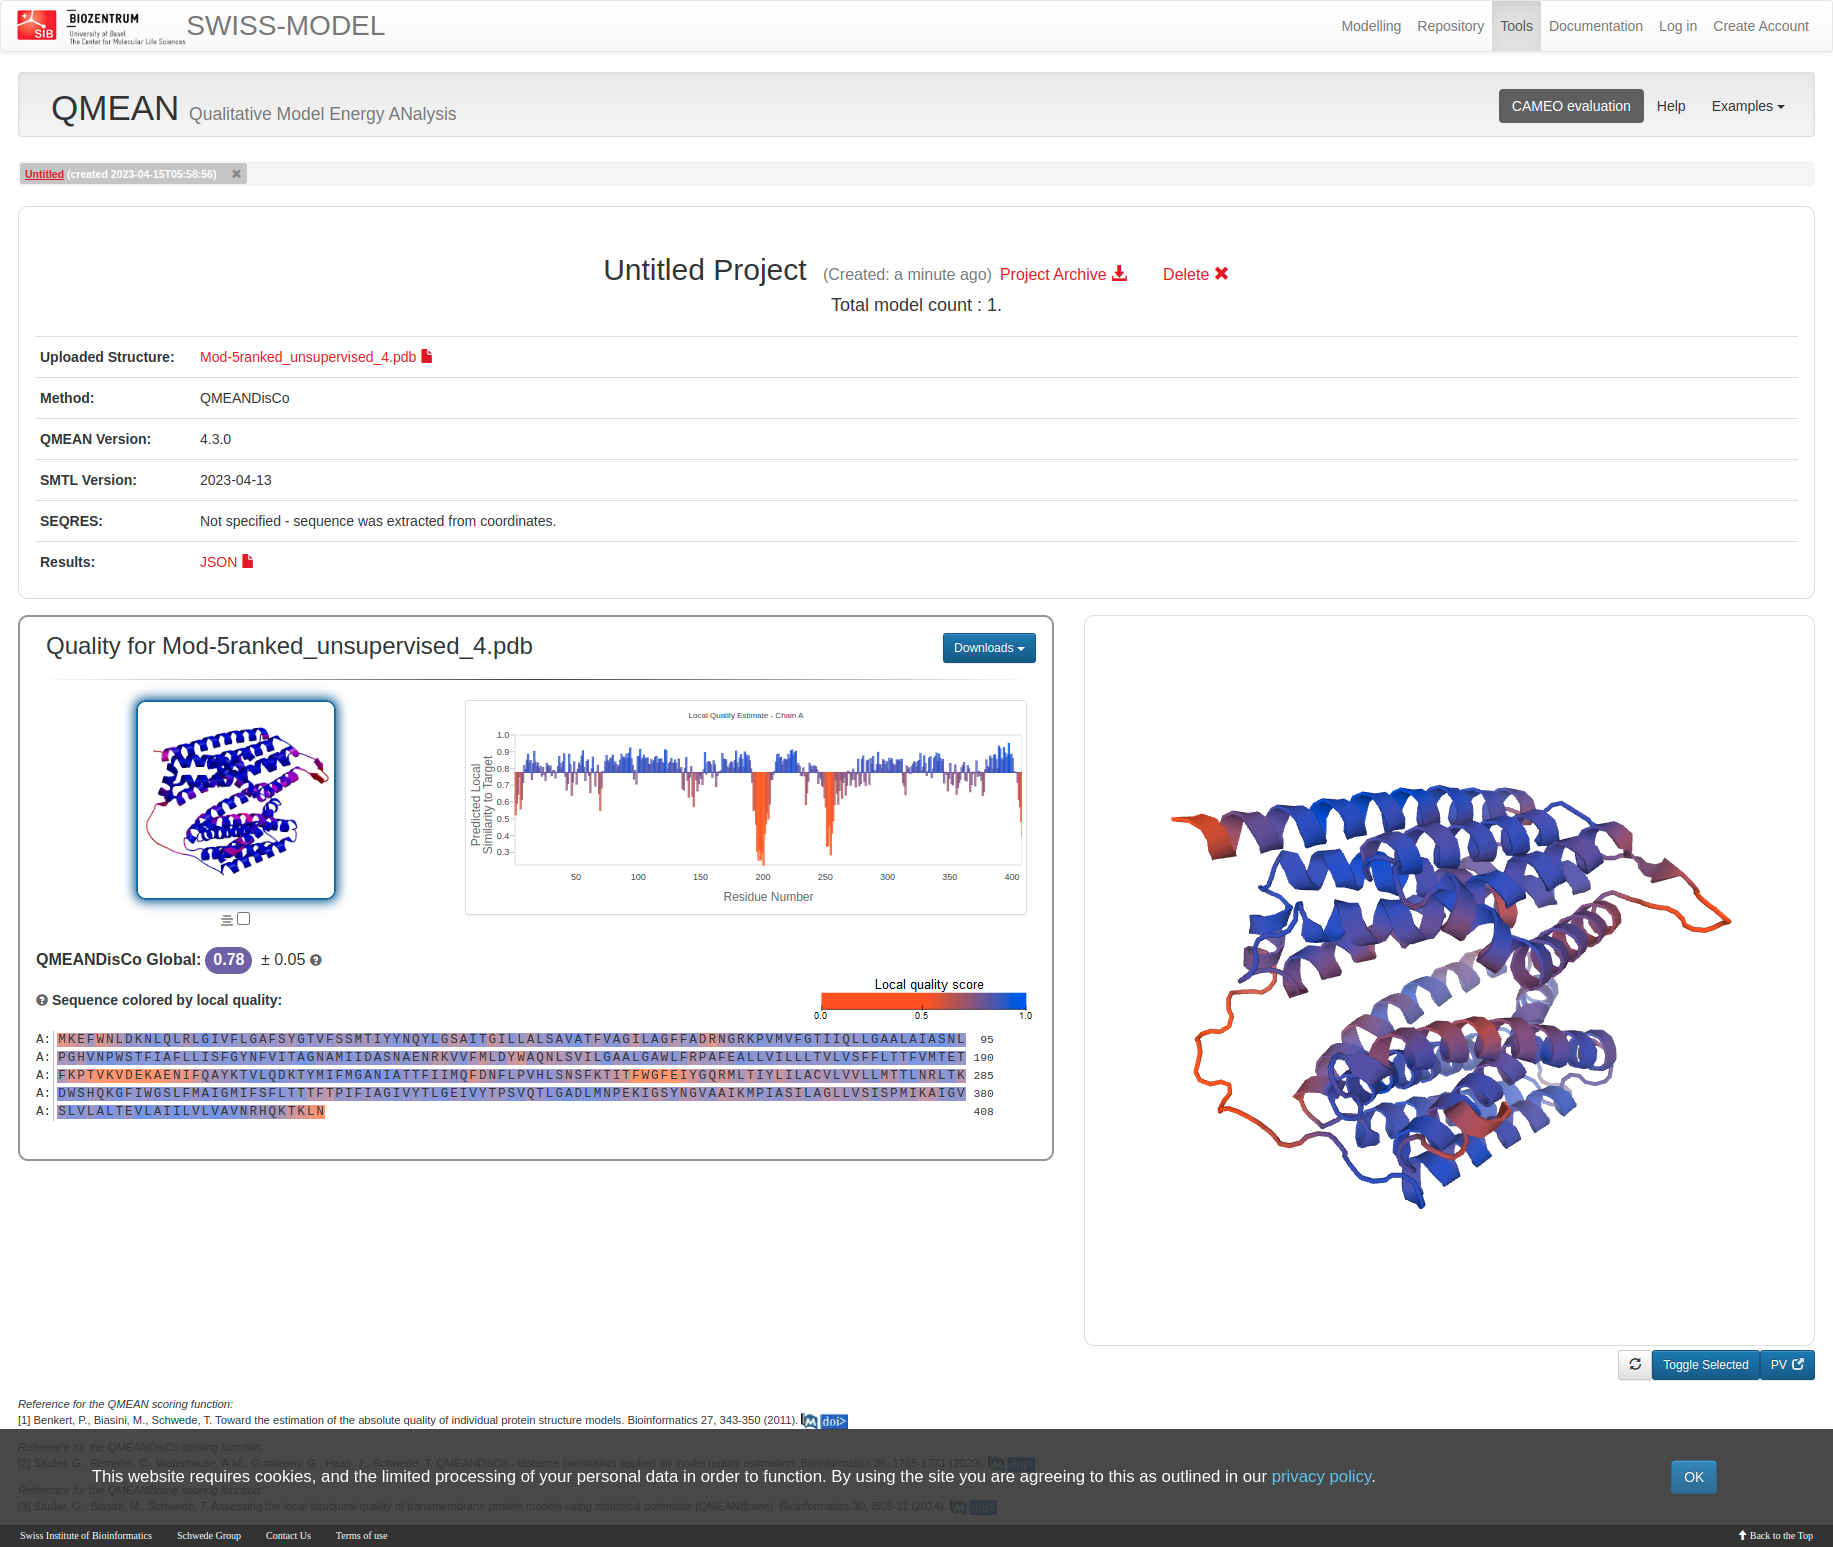 SIB
BIOZENTRUM
University of Basel
The Center for Molecular Life Sciences
SWISS-MODEL
Modelling Repository Tools Documentation Log in Create Account
QMEAN Qualitative Model Energy ANalysis
CAMEO evaluation Help Examples
Untitled (created 2023-04-15T05:58:56) ✖
Untitled Project (Created: a minute ago) Project Archive Delete ✖
Total model count : 1.
Uploaded Structure: Mod-5ranked_unsupervised_4.pdb
Method: QMEANDisCo
QMEAN Version: 4.3.0
SMTL Version: 2023-04-13
SEQRES: Not specified - sequence was extracted from coordinates.
Results: JSON
Quality for Mod-5ranked_unsupervised_4.pdb
Downloads
Local Quality Estimate - Chain A
Predicted Local
Similarity to Target
1.0
0.9
0.8
0.7
0.6
0.5
0.4
0.3
50 100 150 200 250 300 350 400
Residue Number
QMEANDisCo Global: 0.78 ± 0.05
Sequence colored by local quality:
Local quality score
0.0 0.5 1.0
A: MKEFWNLDKNLQLRLGIVFLGAFSYGTVFSSMTIYYNQYLGSAITGILLALSAVATFVAGILAGFFADRNGRKPVMVFGTIIQLLGAALAIASNL 95
A: PGHVNPWSTFIAFLLISFGYNFVITAGNAMIIDASNAENRKVVFMLDYWAQNLSVILGAALGAWLFRPAFEALLVILLLTVLVSFFLTTFVMTET 190
A: FKPTVKVDEKAENIFQAYKTVLQDKTYMIFMGANIATTFIIMQFDNFLPVHLSNSFKTITFWGFEIYGQRMLTIYLILACVLVVLLMTTLNRLTK 285
A: DWSHQKGFIWGSLFMAIGMIFSFLTTTFTPIFIAGIVYTLGEIVYTPSVQTLGADLMNPEKIGSYNGVAAIKMPIASILAGLLVSISPMIKAIGV 380
A: SLVLALTEVLAIILVLVAVNRHQKTKLN 408
Toggle Selected PV
Reference for the QMEAN scoring function:
[1] Benkert, P., Biasini, M., Schwede, T. Toward the estimation of the absolute quality of individual protein structure models. Bioinformatics 27, 343-350 (2011). M doi>
Reference for the QMEANDisCo scoring function:
[2] Studer, G., Rempfer, C., Waterhouse, A.M., Gumienny, G., Haas, J., Schwede, T. QMEANDisCo - distance constraints applied on model quality estimation. Bioinformatics 36, 1765-1771 (2020). M doi>
This website requires cookies, and the limited processing of your personal data in order to function. By using the site you are agreeing to this as outlined in our privacy policy.
OK
Reference for the QMEANBrane scoring function:
[3] Studer, G., Biasini, M., Schwede, T. Assessing the local structural quality of transmembrane protein models using statistical potentials (QMEANBrane). Bioinformatics 30, i505-11 (2014). M doi>
Swiss Institute of Bioinformatics Schwede Group Contact Us Terms of use Back to the Top